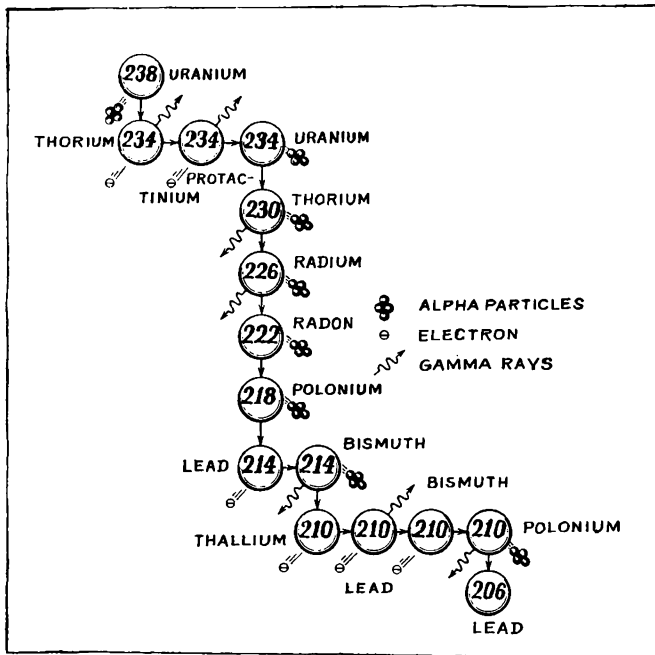 238 URANIUM
THORIUM 234 234 234 URANIUM
PROTAC-
TINIUM
230 THORIUM
226 RADIUM
222 RADON
218 POLONIUM
ALPHA PARTICLES
ELECTRON
GAMMA RAYS
LEAD 214 214 BISMUTH
THALLIUM 210 210 210 210 POLONIUM
BISMUTH
LEAD
206
LEAD